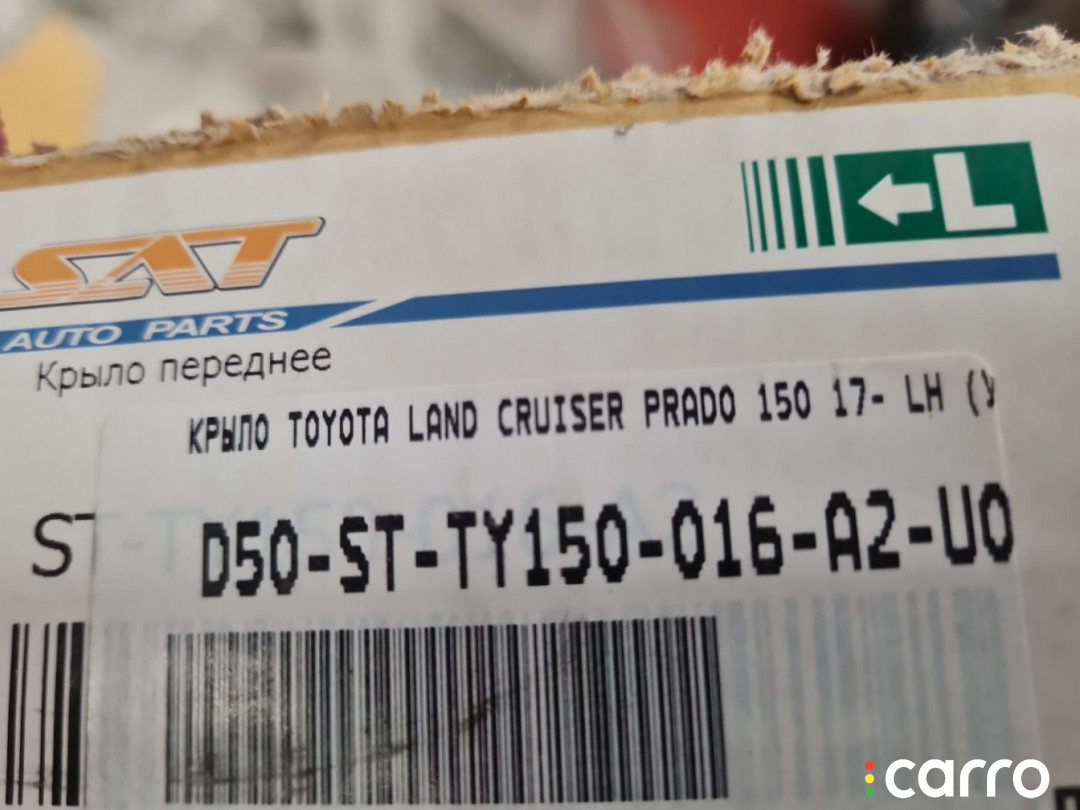 L
SAT
AUTO PARTS
Крыло переднее
КРЫЛО TOYOTA LAND CRUISER PRADO 150 17- LH (У
ST
D50-ST-TY150-016-A2-U0
carro